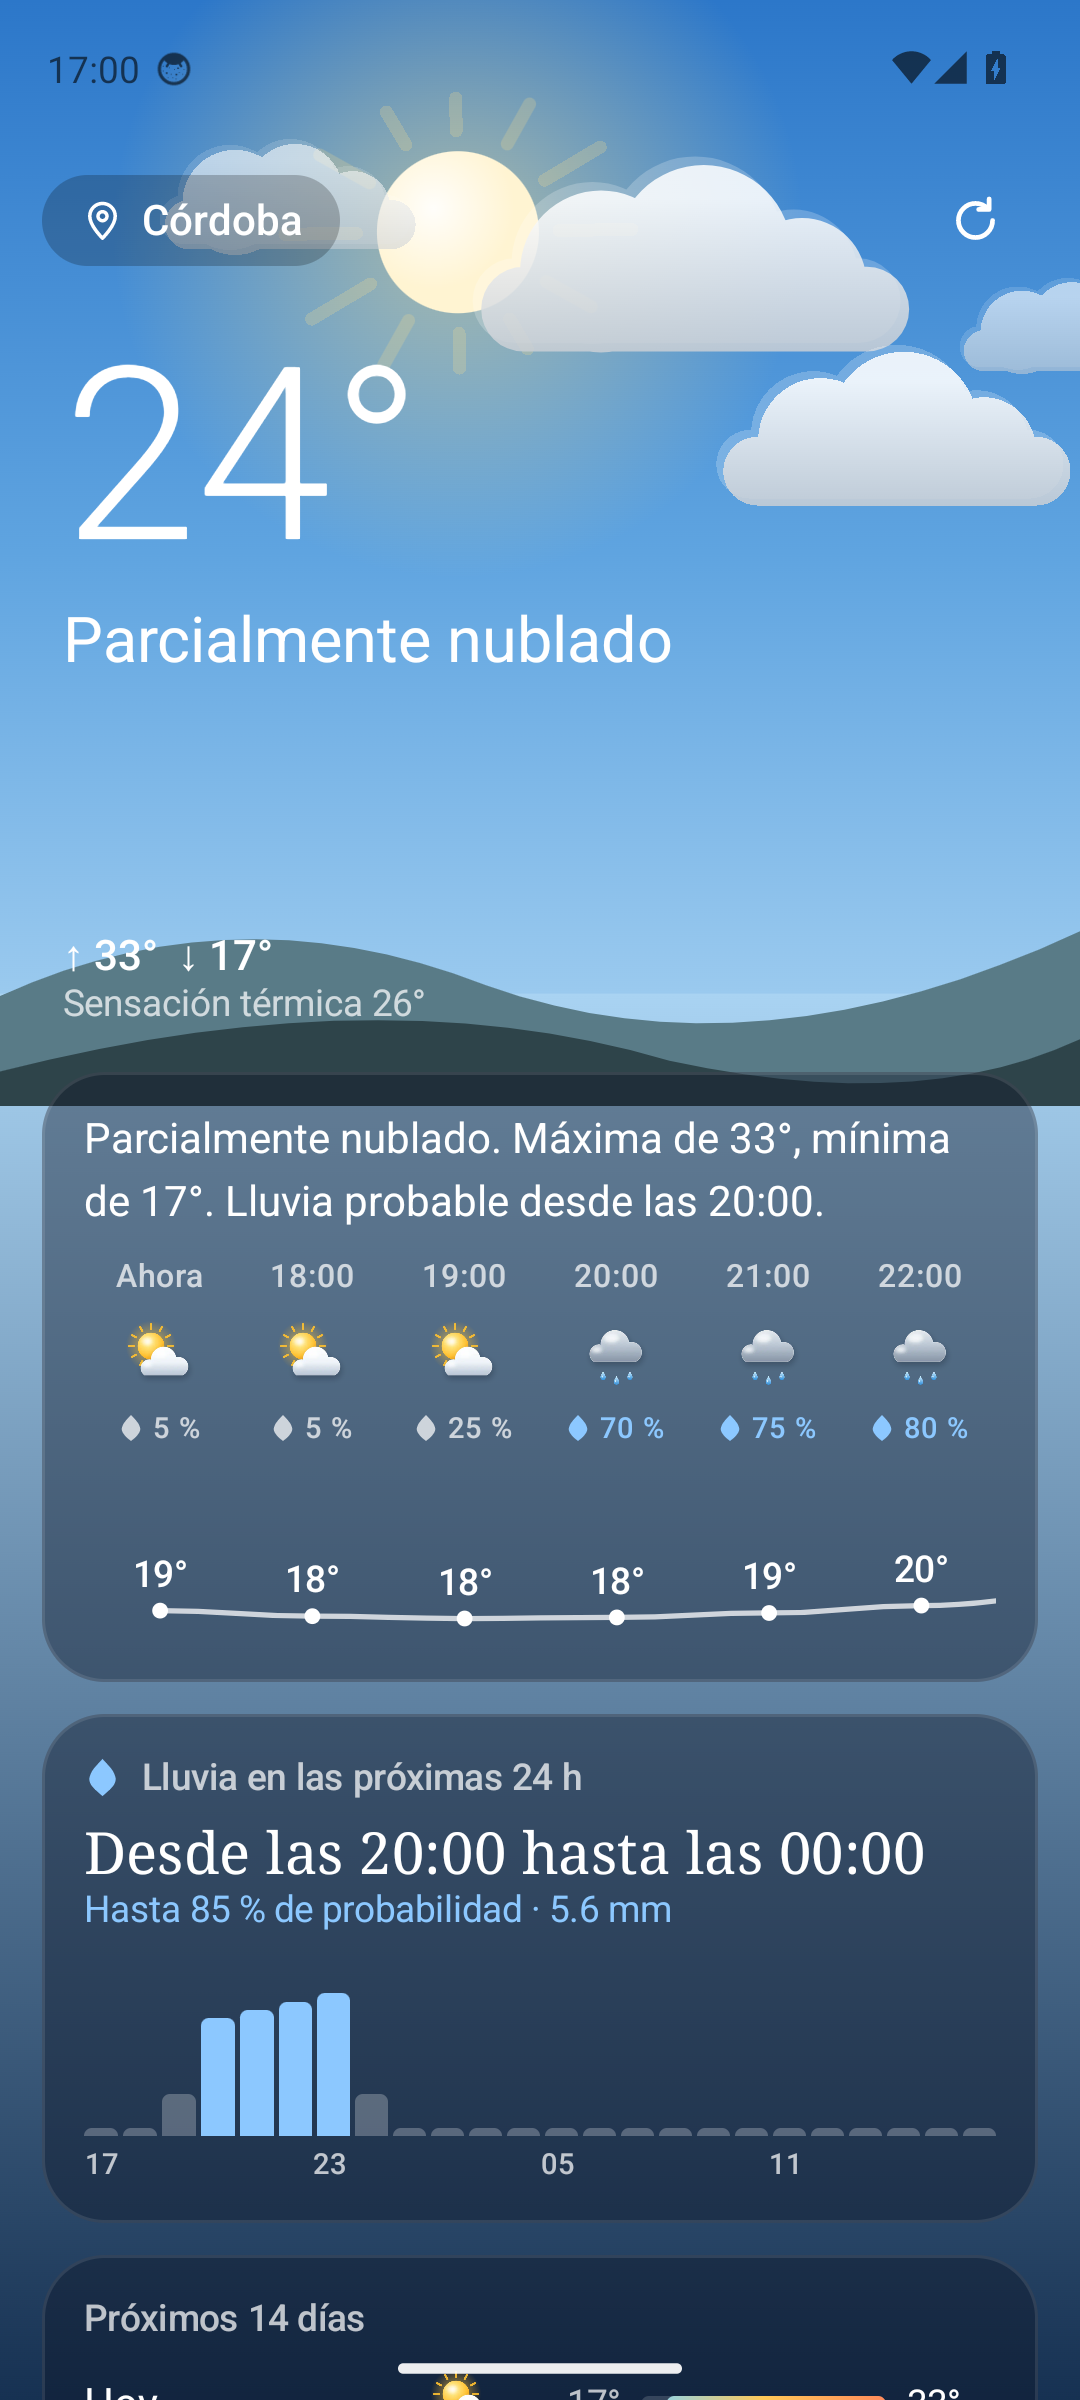 17:00
Córdoba
24°
Parcialmente nublado
↑ 33° ↓ 17°
Sensación térmica 26°
Parcialmente nublado. Máxima de 33°, mínima
de 17°. Lluvia probable desde las 20:00.
Ahora 18:00 19:00 20:00 21:00 22:00
5 % 5 % 25 % 70 % 75 % 80 %
19° 18° 18° 18° 19° 20°
Lluvia en las próximas 24 h
Desde las 20:00 hasta las 00:00
Hasta 85 % de probabilidad · 5.6 mm
17 23 05 11
Próximos 14 días
Hoy 17° 33°